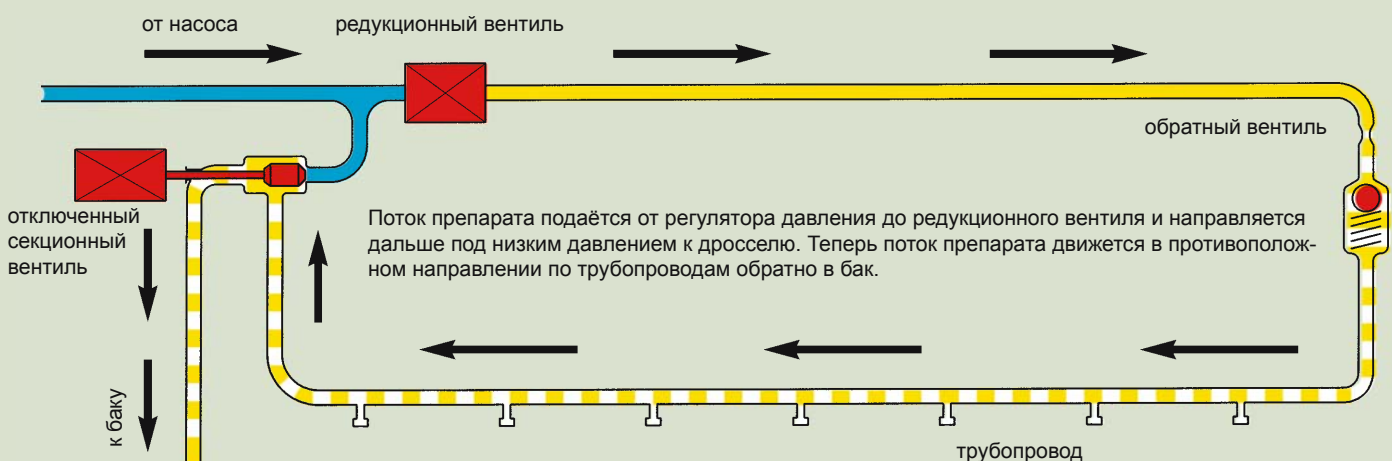 от насоса
редукционный вентиль
обратный вентиль
отключенный
секционный
вентиль
Поток препарата подаётся от регулятора давления до редукционного вентиля и направляется
дальше под низким давлением к дросселю. Теперь поток препарата движется в противополож-
ном направлении по трубопроводам обратно в бак.
к баку
трубопровод